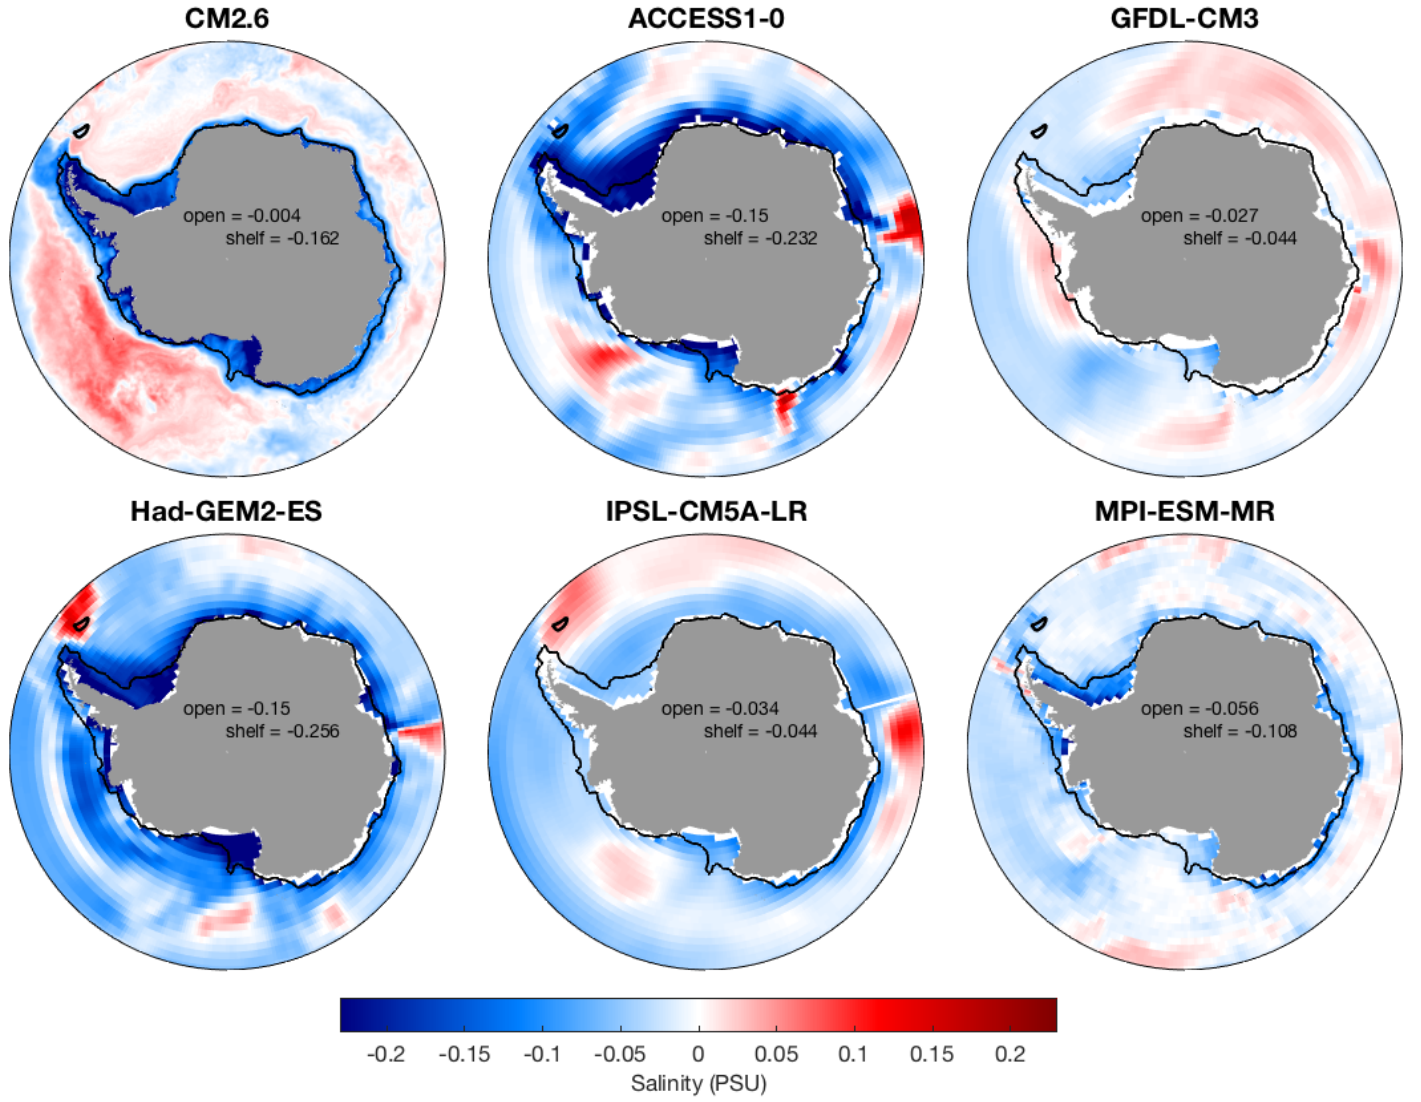 CM2.6
ACCESS1-0
GFDL-CM3
open = -0.004
shelf = -0.162
open = -0.15
shelf = -0.232
open = -0.027
shelf = -0.044
Had-GEM2-ES
IPSL-CM5A-LR
MPI-ESM-MR
open = -0.15
shelf = -0.256
open = -0.034
shelf = -0.044
open = -0.056
shelf = -0.108
-0.2 -0.15 -0.1 -0.05 0 0.05 0.1 0.15 0.2
Salinity (PSU)